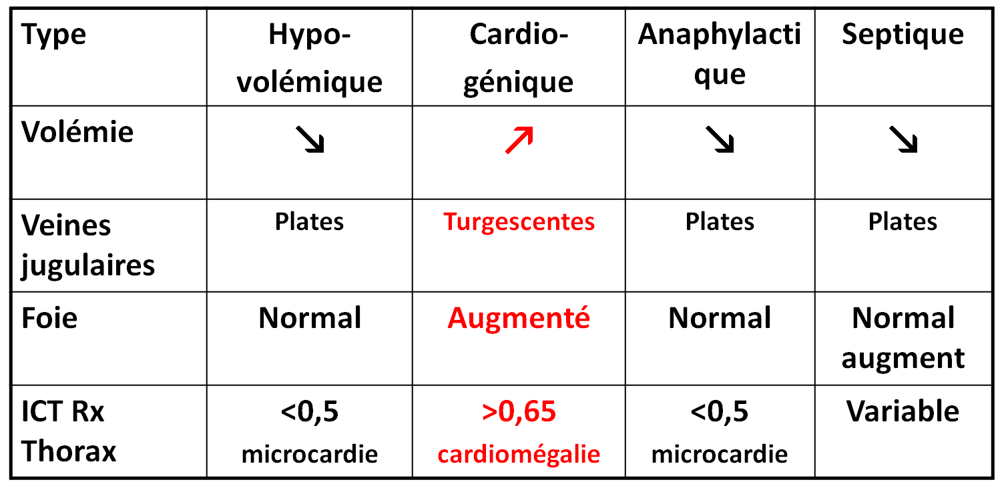 Type
Hypo-
volémique
Cardio-
génique
Anaphylacti
que
Septique
Volémie
↘
↗
↘
↘
Veines
jugulaires
Plates
Turgescentes
Plates
Plates
Foie
Normal
Augmenté
Normal
Normal
augment
ICT Rx
Thorax
<0,5
microcardie
>0,65
cardiomégalie
<0,5
microcardie
Variable